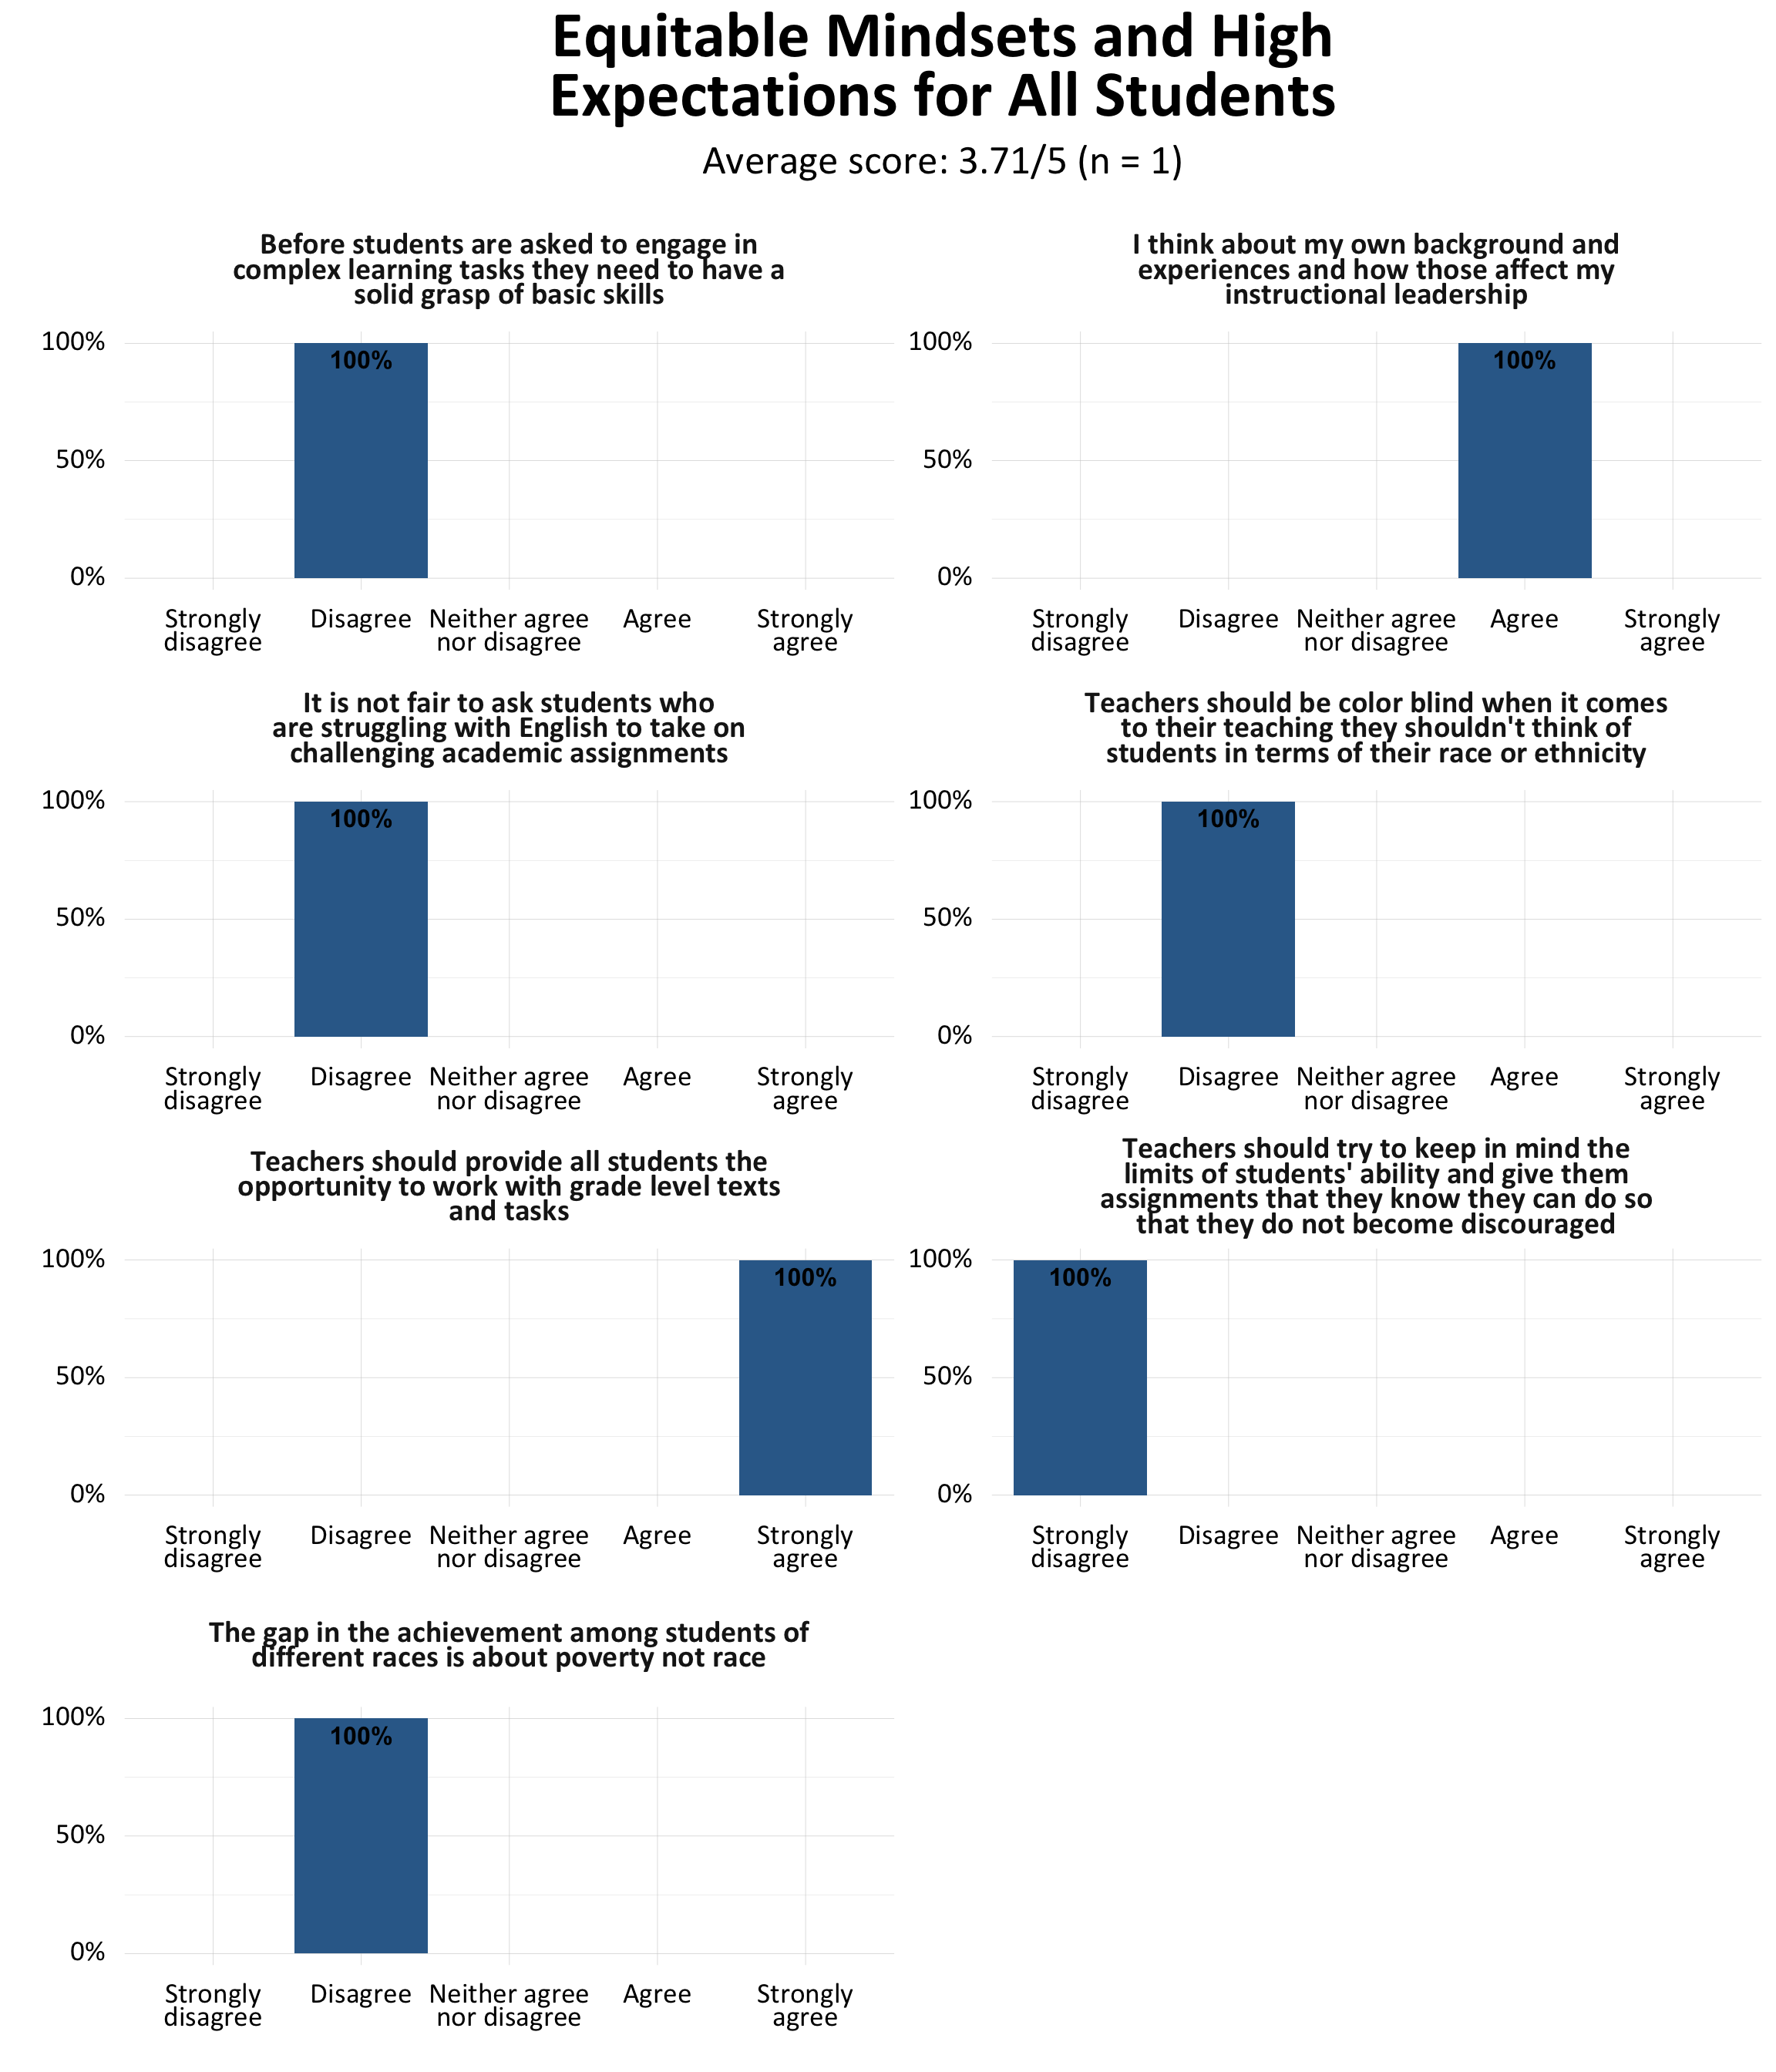 Equitable Mindsets and High
Expectations for All Students
Average score: 3.71/5 (n = 1)
Before students are asked to engage in
complex learning tasks they need to have a
solid grasp of basic skills
100%
100%
50%
0%
Strongly disagree
Disagree
Neither agree nor disagree
Agree
Strongly agree
I think about my own background and
experiences and how those affect my
instructional leadership
100%
100%
50%
0%
Strongly disagree
Disagree
Neither agree nor disagree
Agree
Strongly agree
It is not fair to ask students who
are struggling with English to take on
challenging academic assignments
100%
100%
50%
0%
Strongly disagree
Disagree
Neither agree nor disagree
Agree
Strongly agree
Teachers should be color blind when it comes
to their teaching they shouldn't think of
students in terms of their race or ethnicity
100%
100%
50%
0%
Strongly disagree
Disagree
Neither agree nor disagree
Agree
Strongly agree
Teachers should provide all students the
opportunity to work with grade level texts
and tasks
100%
100%
50%
0%
Strongly disagree
Disagree
Neither agree nor disagree
Agree
Strongly agree
Teachers should try to keep in mind the
limits of students' ability and give them
assignments that they know they can do so
that they do not become discouraged
100%
100%
50%
0%
Strongly disagree
Disagree
Neither agree nor disagree
Agree
Strongly agree
The gap in the achievement among students of
different races is about poverty not race
100%
100%
50%
0%
Strongly disagree
Disagree
Neither agree nor disagree
Agree
Strongly agree